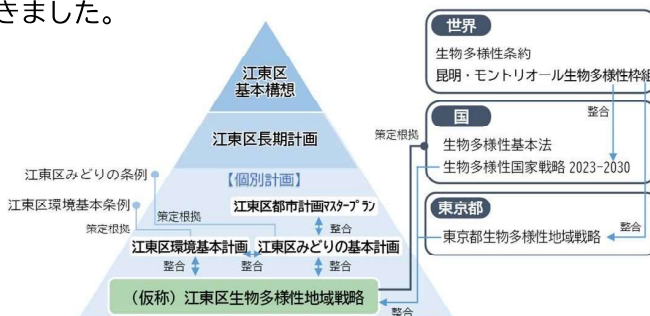 きました。
江東区
基本構想
江東区長期計画
【個別計画】
江東区みどりの条例
江東区環境基本条例
策定根拠
策定根拠
江東区都市計画マスタープラン
整合
江東区環境基本計画
整合
江東区みどりの基本計画
整合
整合
（仮称）江東区生物多様性地域戦略
世界
生物多様性条約
昆明・モントリオール生物多様性枠組
整合
国
策定根拠
生物多様性基本法
生物多様性国家戦略 2023-2030
東京都
東京都生物多様性地域戦略
整合
整合